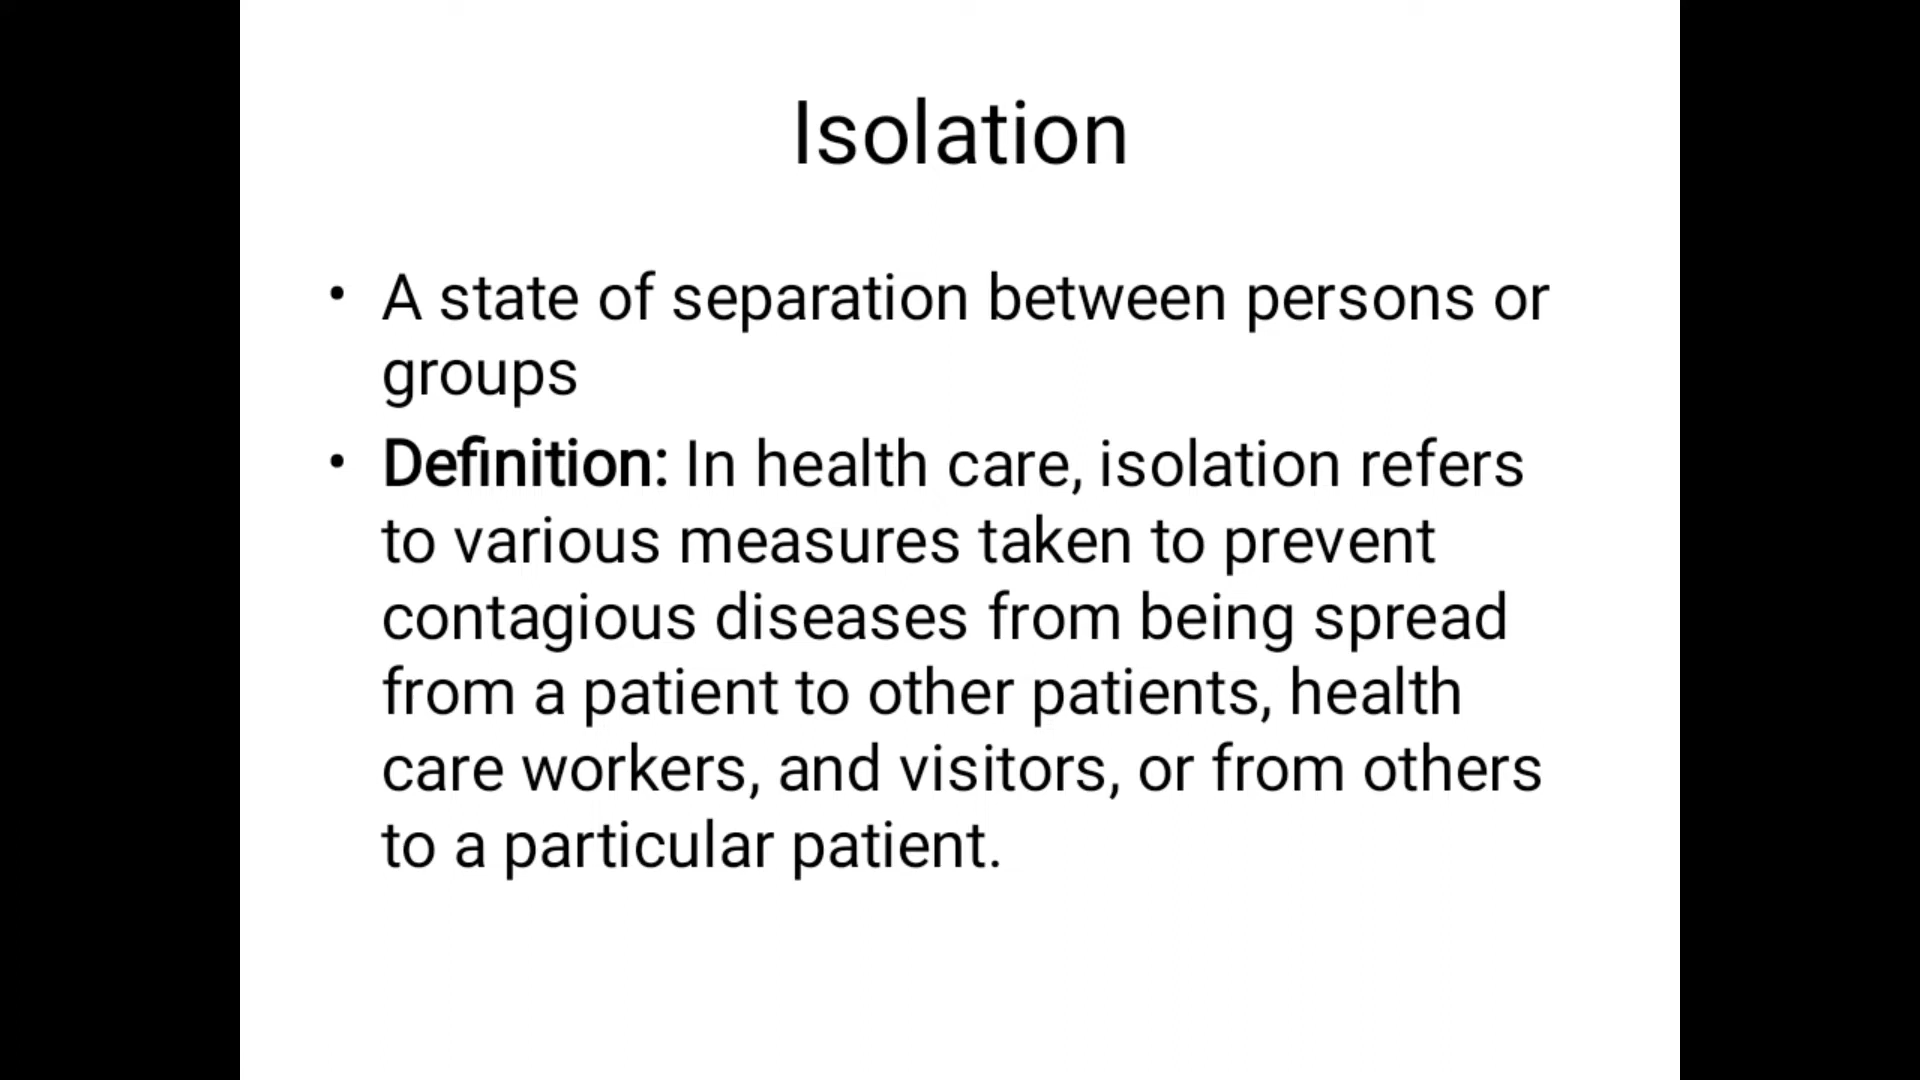 Isolation
• A state of separation between persons or
groups
• Definition: In health care, isolation refers
to various measures taken to prevent
contagious diseases from being spread
from a patient to other patients, health
care workers, and visitors, or from others
to a particular patient.